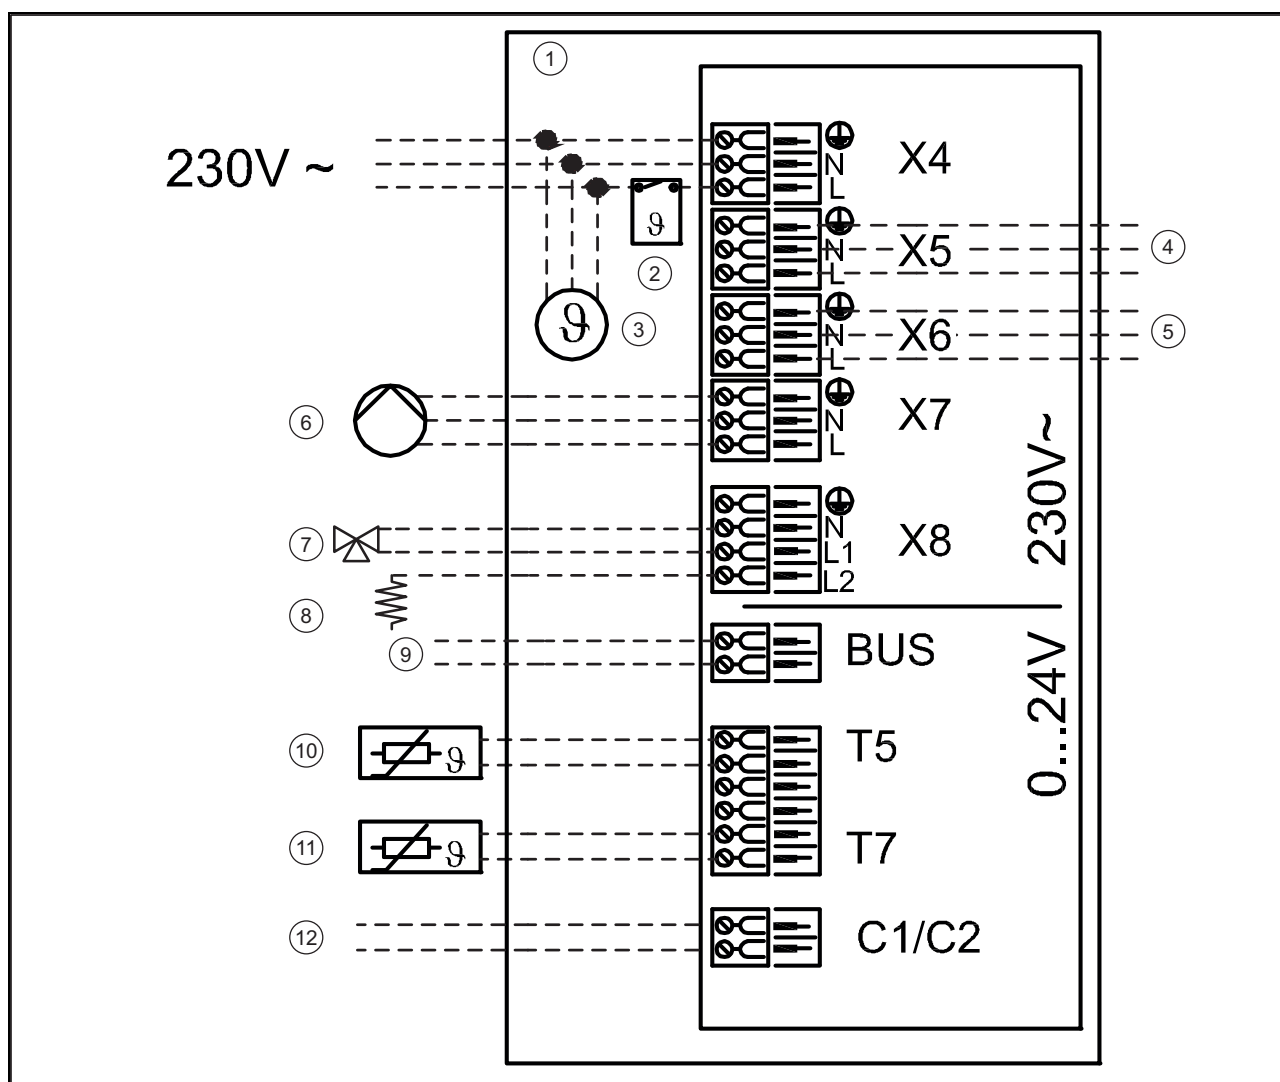 1
230V ~
N
L
X4
ϑ
2
N
L
X5
4
ϑ
3
N
L
X6
5
6
N
L
X7
230V~
7
N
L1
L2
X8
8
9
BUS
0...24V
10
ϑ
T5
11
ϑ
T7
12
C1/C2